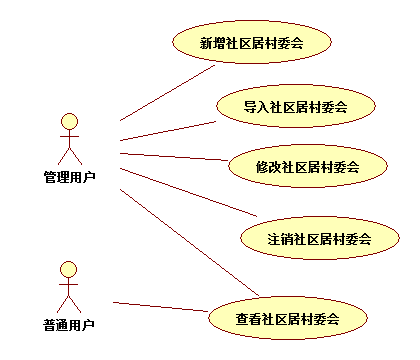 新增社区居村委会
导入社区居村委会
管理用户
修改社区居村委会
注销社区居村委会
普通用户
查看社区居村委会